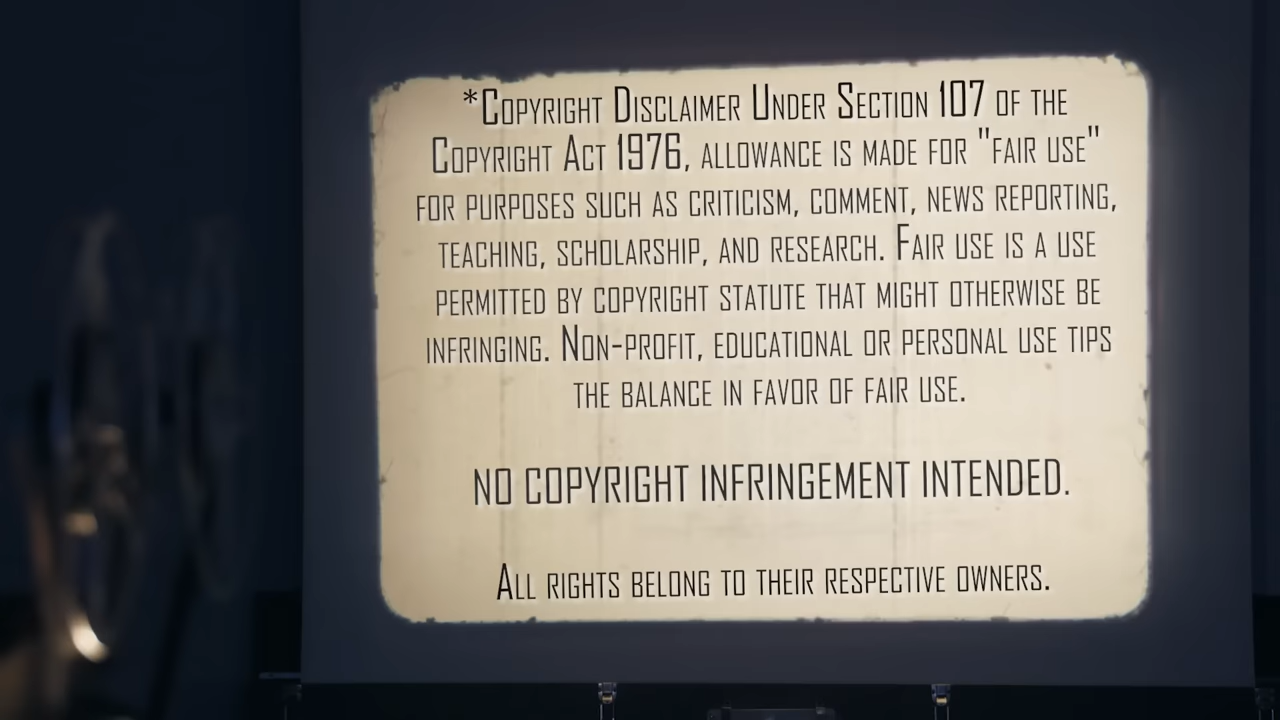 *Copyright Disclaimer Under Section 107 of the
Copyright Act 1976, allowance is made for "fair use"
for purposes such as criticism, comment, news reporting,
teaching, scholarship, and research. Fair use is a use
permitted by copyright statute that might otherwise be
infringing. Non-profit, educational or personal use tips
the balance in favor of fair use.
NO COPYRIGHT INFRINGEMENT INTENDED.
All rights belong to their respective owners.